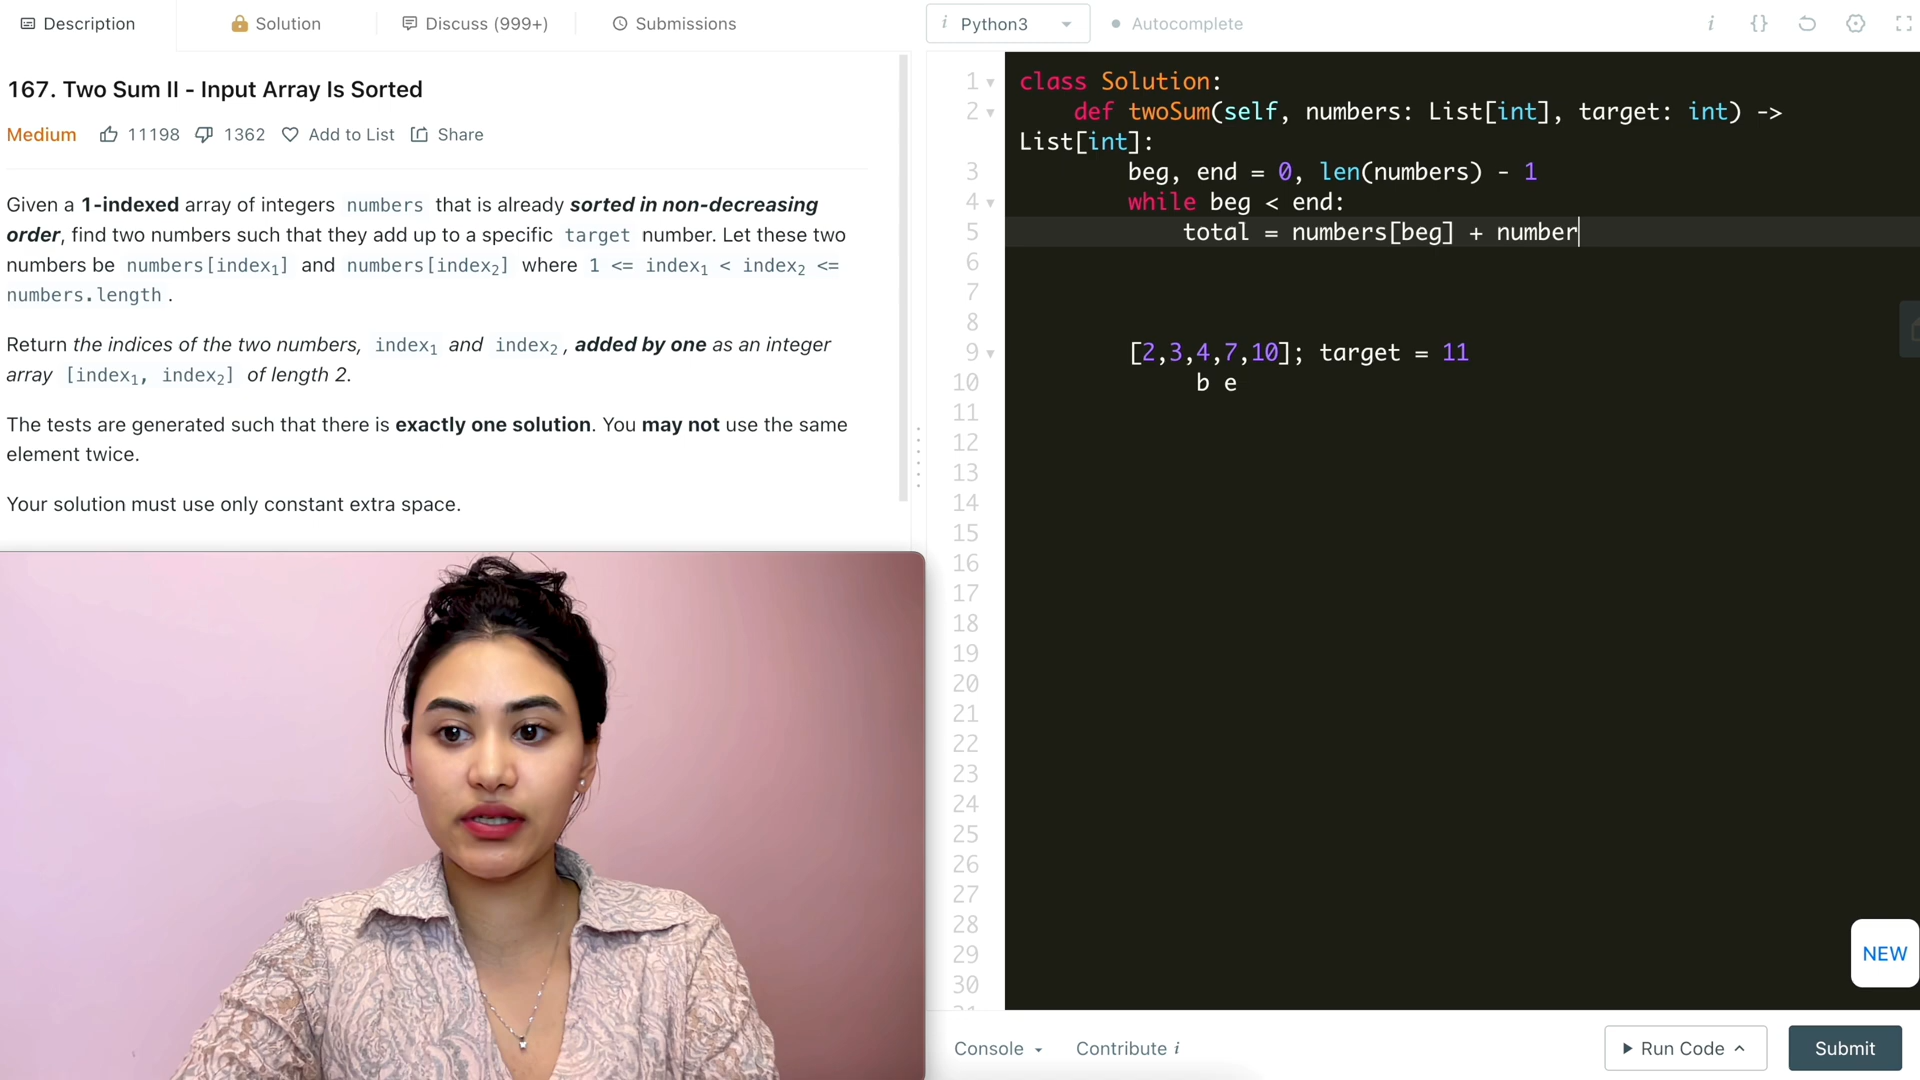 Description
Solution
Discuss (999+)
Submissions
i Python3
Autocomplete
i {}
167. Two Sum II - Input Array Is Sorted
Medium 11198 1362 Add to List Share
Given a 1-indexed array of integers numbers that is already sorted in non-decreasing
order, find two numbers such that they add up to a specific target number. Let these two
numbers be numbers[index₁] and numbers[index₂] where 1 <= index₁ < index₂ <=
numbers.length.
Return the indices of the two numbers, index₁ and index₂, added by one as an integer
array [index₁, index₂] of length 2.
The tests are generated such that there is exactly one solution. You may not use the same
element twice.
Your solution must use only constant extra space.
1 class Solution:
2 def twoSum(self, numbers: List[int], target: int) ->
List[int]:
3 beg, end = 0, len(numbers) - 1
4 while beg < end:
5 total = numbers[beg] + number
6
7
8
9 [2,3,4,7,10]; target = 11
10 b e
11
12
13
14
15
16
17
18
19
20
21
22
23
24
25
26
27
28
29
30
NEW
Console
Contribute i
Run Code
Submit